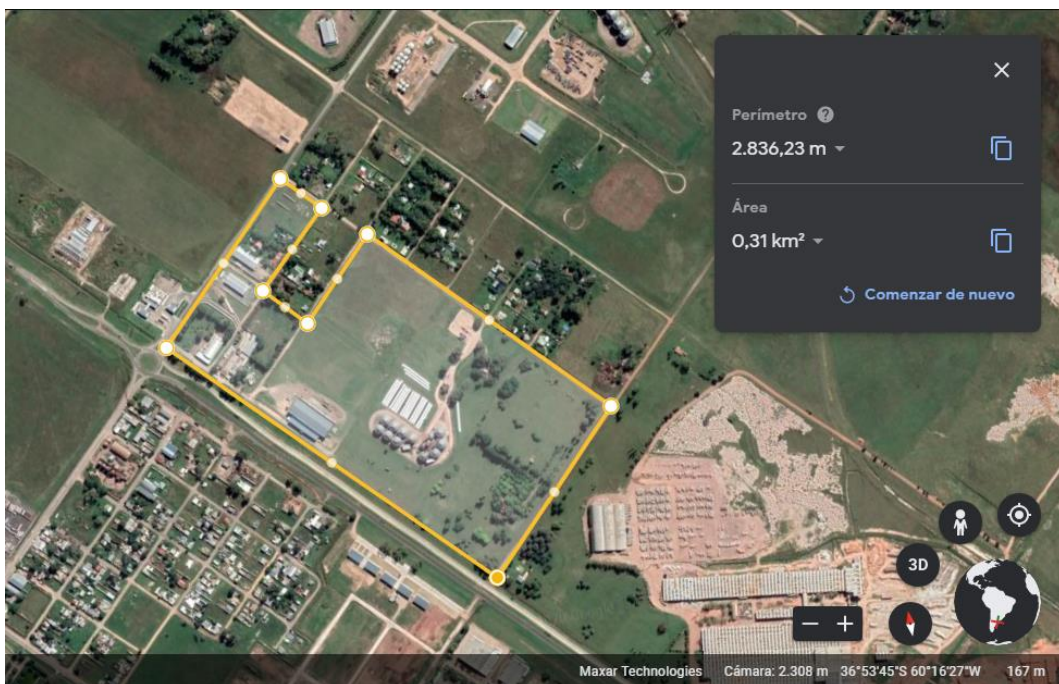 Perímetro
2.836,23 m
Área
0,31 km²
Comenzar de nuevo
3D
Maxar Technologies Cámara: 2.308 m 36°53'45"S 60°16'27"W 167 m